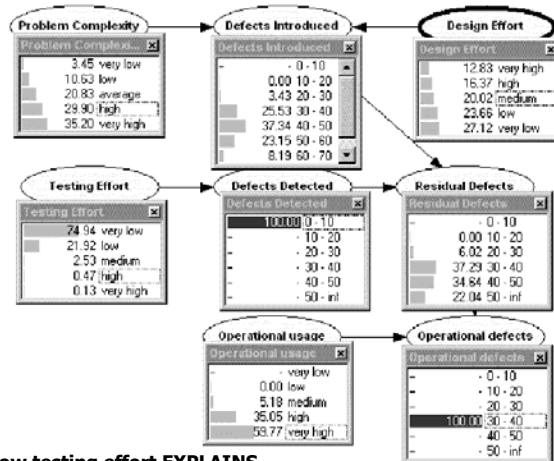 Problem Complexity
Defects Introduced
Design Effort
Problem Complexi...
3.45 very low
10.63 low
20.83 average
29.90 high
35.20 very high
Defects Introduced
- 0 - 10
0.00 10 - 20
3.43 20 - 30
25.53 30 - 40
37.34 40 - 50
23.15 50 - 60
8.19 60 - 70
Design Effort
12.83 very high
16.37 high
20.02 medium
23.66 low
27.12 very low
Testing Effort
Defects Detected
Residual Defects
Testing Effort
74.94 very low
21.92 low
2.53 medium
0.47 high
0.13 very high
Defects Detected
100.00 0 - 10
- 10 - 20
- 20 - 30
- 30 - 40
- 40 - 50
- 50 - inf
Residual Defects
- 0 - 10
0.00 10 - 20
6.02 20 - 30
37.29 30 - 40
34.64 40 - 50
22.04 50 - inf
Operational usage
Operational defects
Operational usage
- very low
0.00 low
5.18 medium
35.05 high
59.77 very high
Operational defects
- 0 - 10
- 10 - 20
- 20 - 30
100.00 30 - 40
- 40 - 50
- 50 - inf
ow testing effort EXPLAINS